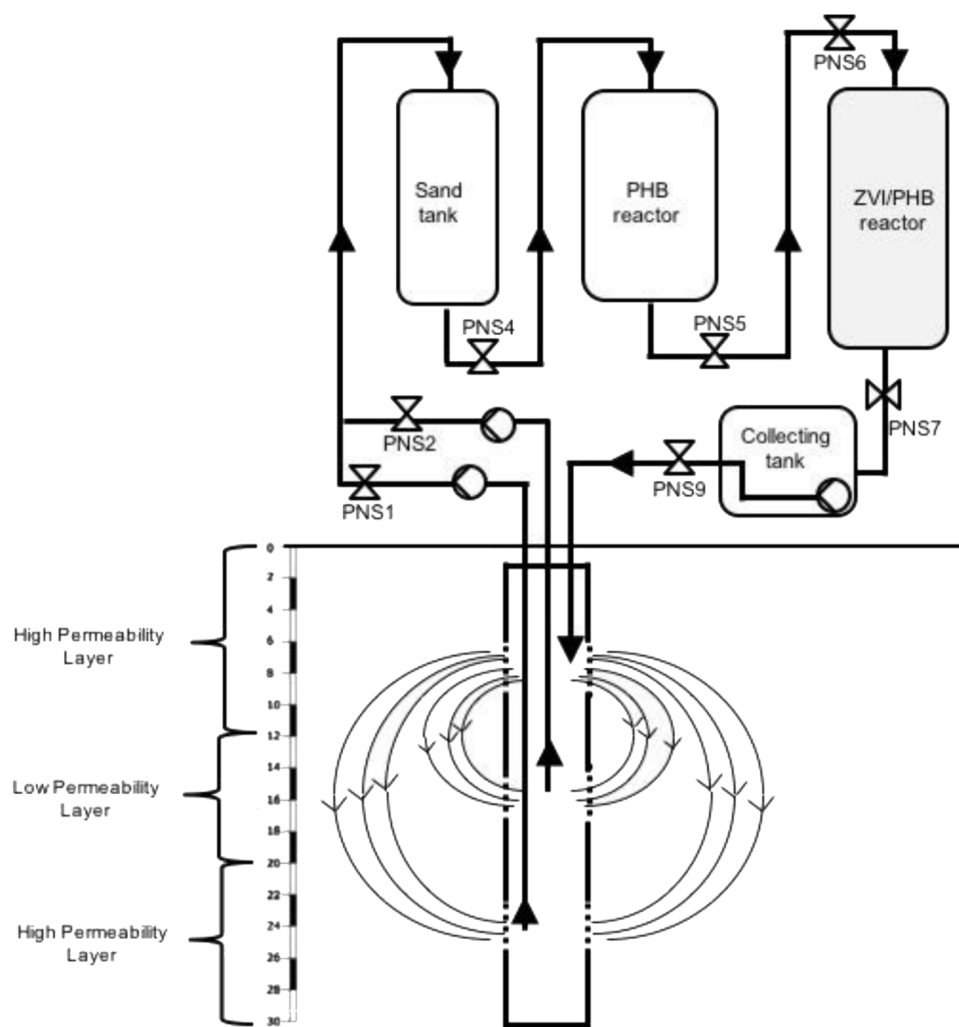 PNS6
Sand
tank
PHB
reactor
ZVI/PHB
reactor
PNS4
PNS5
PNS2
PNS7
Collecting
tank
PNS9
PNS1
0
2
4
6
8
10
12
14
16
18
20
22
24
26
28
30
High Permeability
Layer
Low Permeability
Layer
High Permeability
Layer